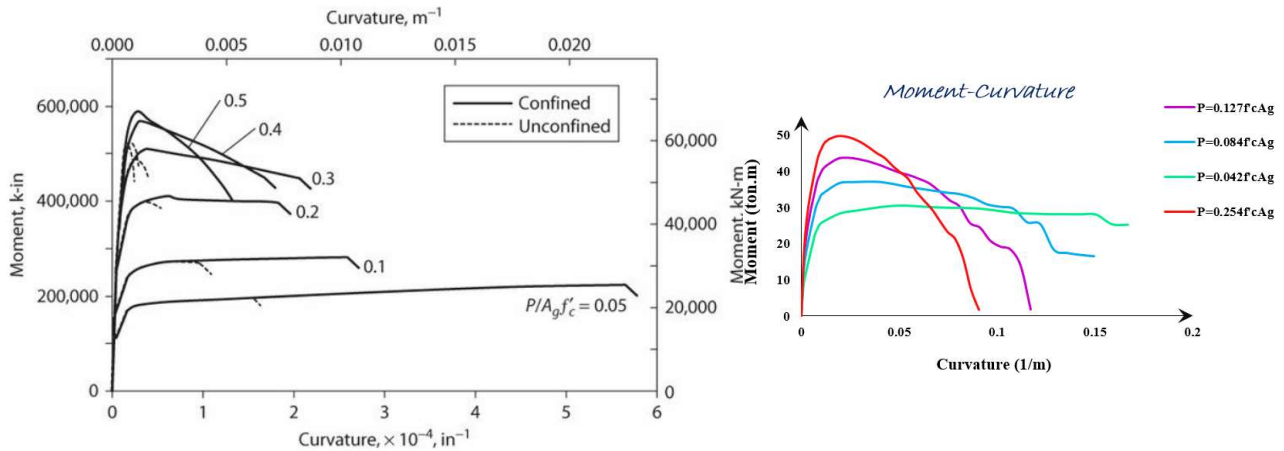 Curvature, m⁻¹
0.000 0.005 0.010 0.015 0.020
Moment, k-in
600,000
400,000
200,000
0
0.5
0.4
0.3
0.2
0.1
P/A_g f'_c = 0.05
Confined
Unconfined
60,000
40,000
20,000
0
Moment, kN-m
0 1 2 3 4 5 6
Curvature, × 10⁻⁴, in⁻¹
Moment-Curvature
Moment (ton.m)
50
40
30
20
10
0
0 0.05 0.1 0.15 0.2
Curvature (1/m)
P=0.127f'cAg
P=0.084f'cAg
P=0.042f'cAg
P=0.254f'cAg